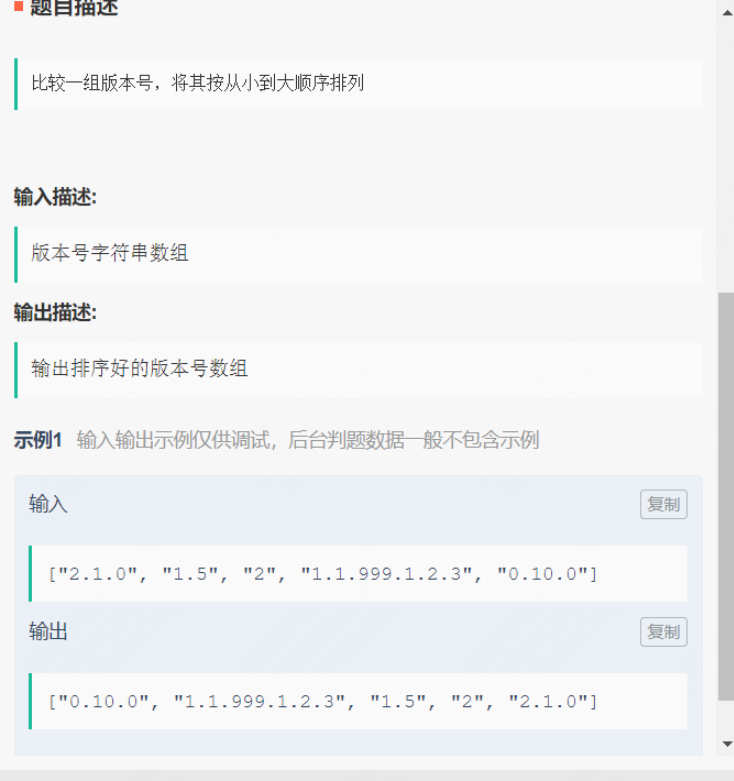 题目描述
比较一组版本号，将其按从小到大顺序排列
输入描述:
版本号字符串数组
输出描述:
输出排序好的版本号数组
示例1 输入输出示例仅供调试，后台判题数据一般不包含示例
输入 复制
["2.1.0", "1.5", "2", "1.1.999.1.2.3", "0.10.0"]
输出 复制
["0.10.0", "1.1.999.1.2.3", "1.5", "2", "2.1.0"]